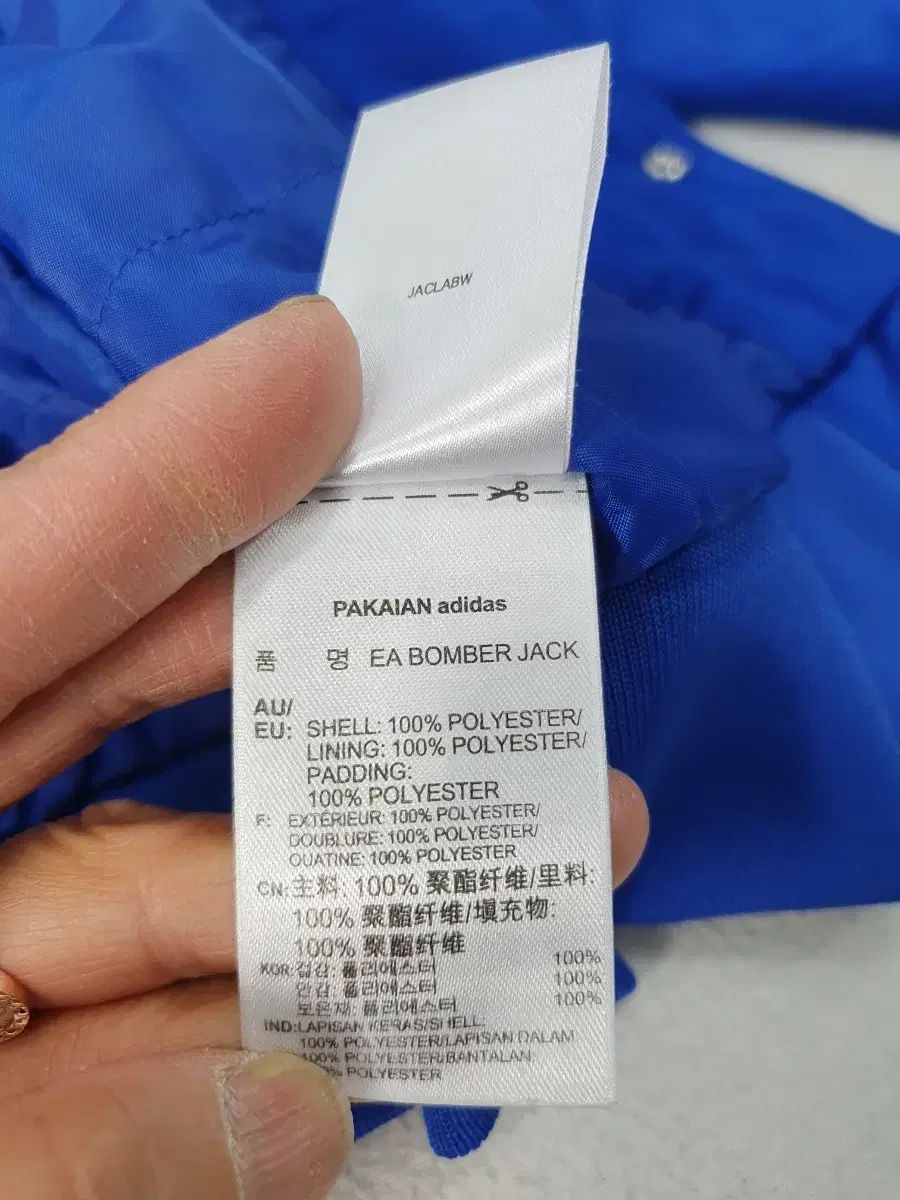 JACLABW
PAKAIAN adidas
품 명 EA BOMBER JACK
AU/
EU: SHELL: 100% POLYESTER/
LINING: 100% POLYESTER/
PADDING:
100% POLYESTER
F: EXTÉRIEUR: 100% POLYESTER/
DOUBLURE: 100% POLYESTER/
OUATINE: 100% POLYESTER
CN: 主料: 100% 聚酯纤维/里料:
100% 聚酯纤维/填充物:
100% 聚酯纤维
KOR: 겉감: 폴리에스터 100%
안감: 폴리에스터 100%
보온재: 폴리에스터 100%
IND: LAPISAN KERAS/SHELL
100% POLYESTER/LAPISAN DALAM
100% POLYESTER/BANTALAN:
% POLYESTER